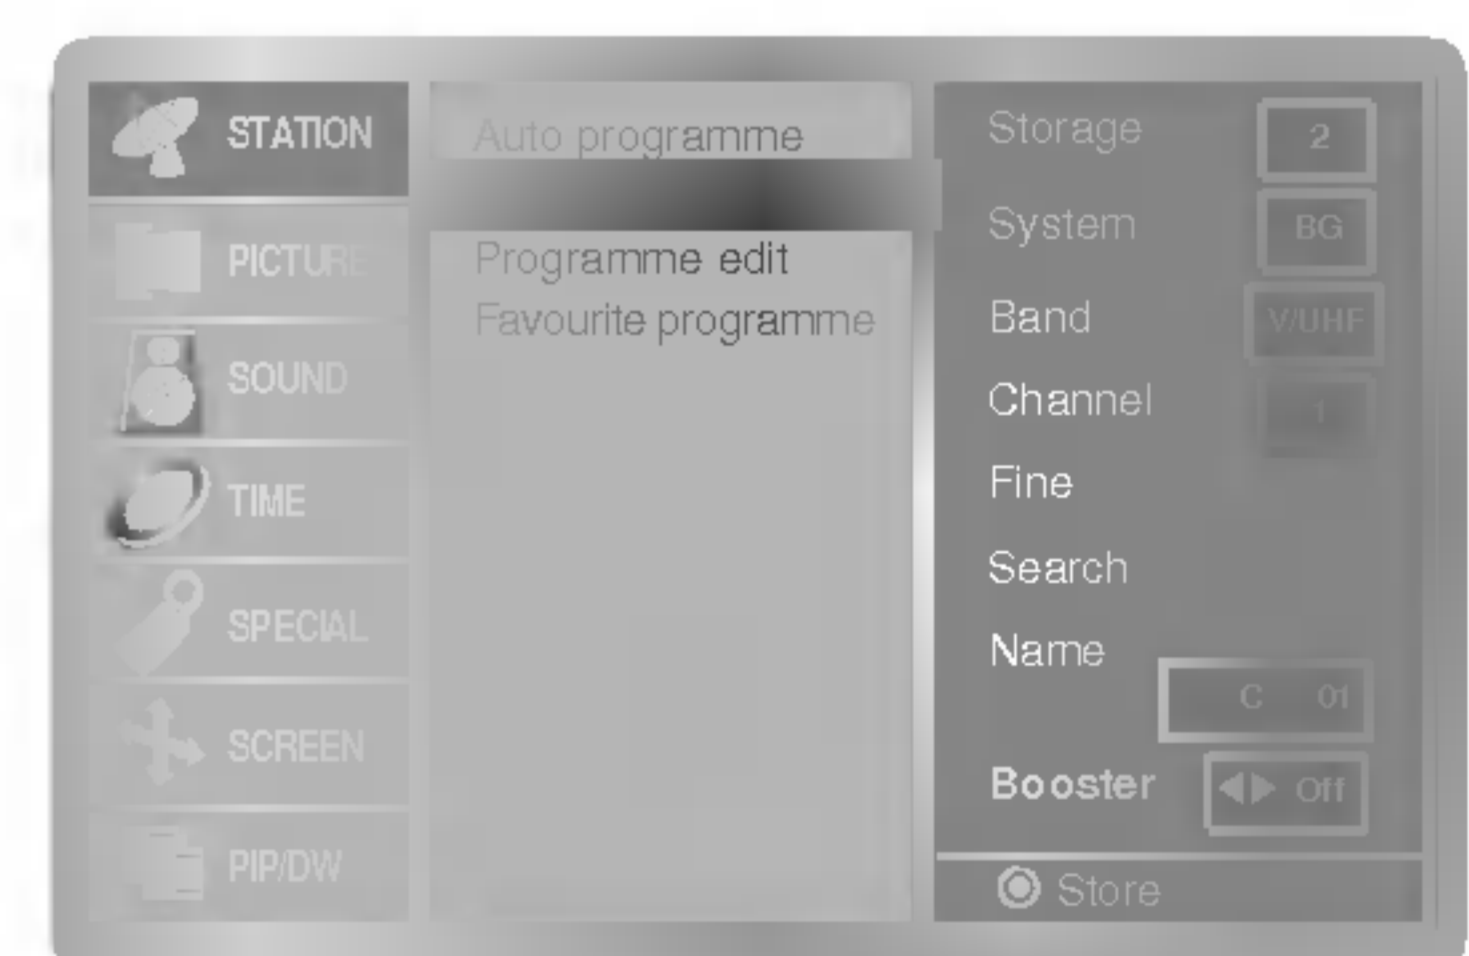 STATION
PICTURE
SOUND
TIME
SPECIAL
SCREEN
PIP/DW
Auto programme
Programme edit
Favourite programme
Storage 2
System BG
Band V/UHF
Channel 1
Fine
Search
Name
C 01
Booster Off
Store